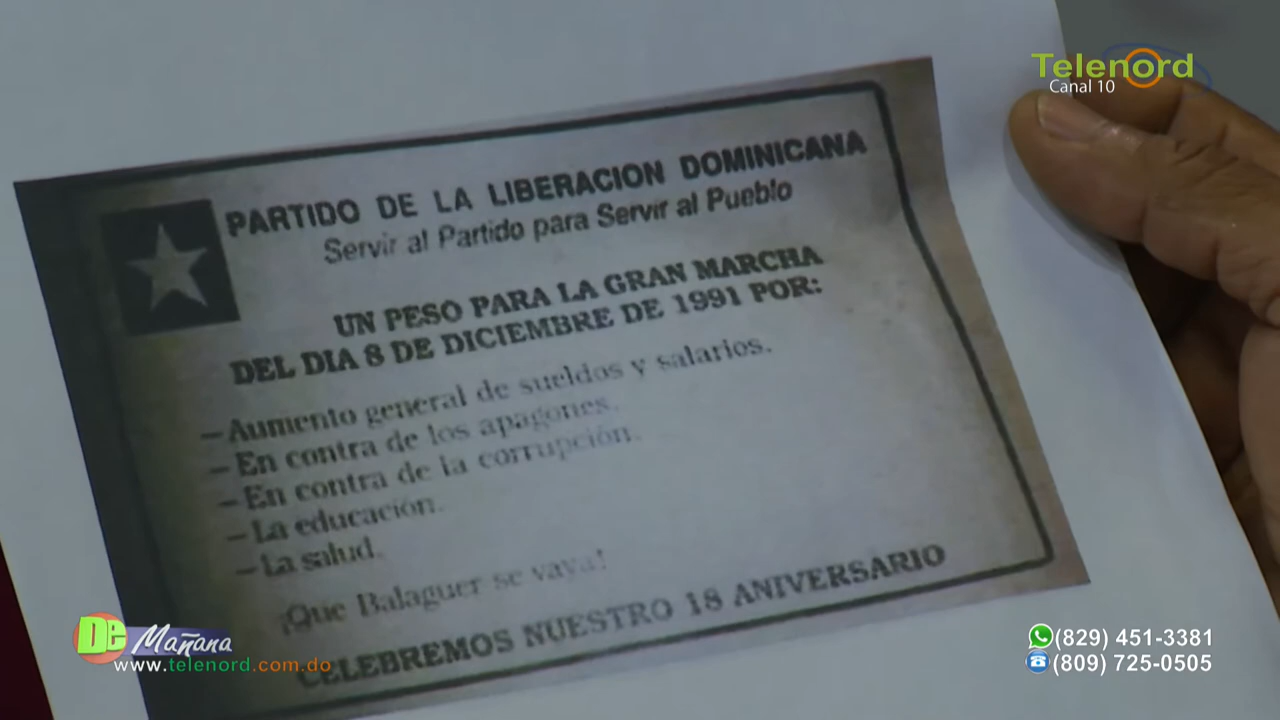 Telenord
Canal 10
PARTIDO DE LA LIBERACION DOMINICANA
Servir al Partido para Servir al Pueblo
UN PESO PARA LA GRAN MARCHA
DEL DIA 8 DE DICIEMBRE DE 1991 POR:
—Aumento general de sueldos y salarios.
—En contra de los apagones.
—En contra de la corrupción.
—La educación.
—La salud.
¡Que Balaguer se vaya!
CELEBREMOS NUESTRO 18 ANIVERSARIO
De Mañana
www.telenord.com.do
(829) 451-3381
(809) 725-0505